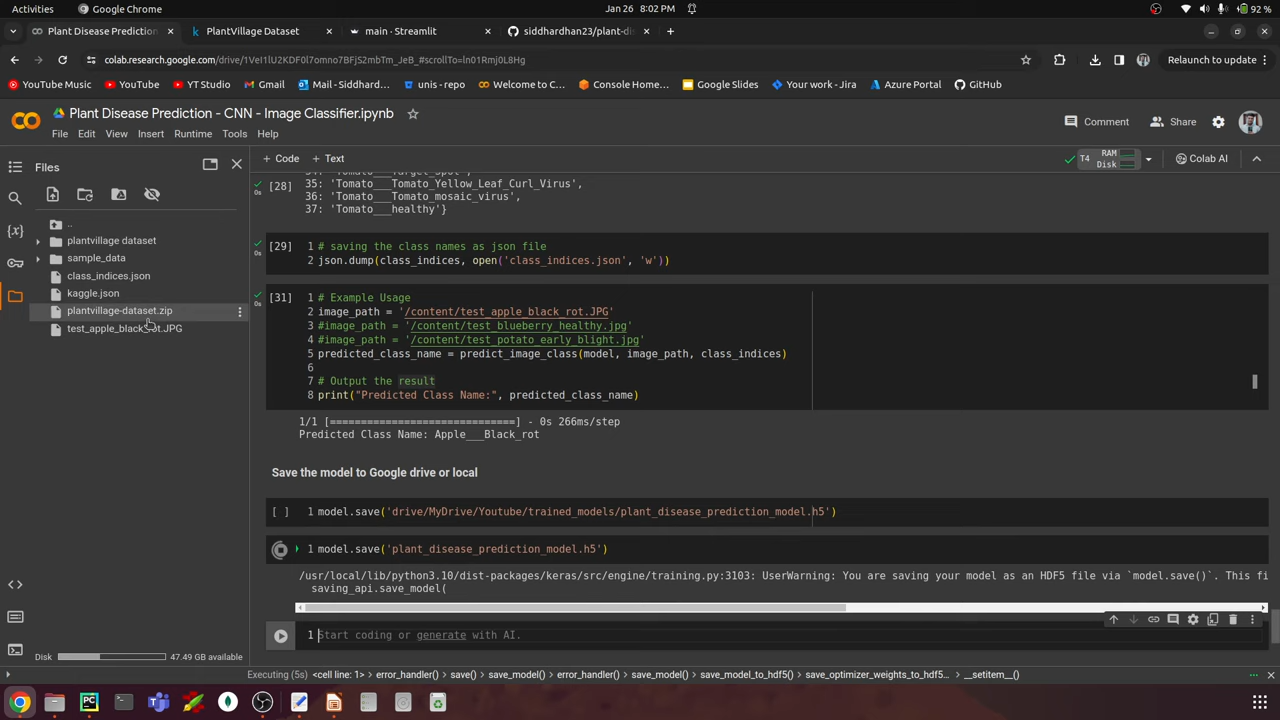 Activities
Google Chrome
Jan 26 8:02 PM
92 %
Plant Disease Prediction
PlantVillage Dataset
main · Streamlit
siddhardhan23/plant-di
colab.research.google.com/drive/1VeI1lU2KDF0l7omno7BFjS2mbTm_JeB_#scrollTo=ln01Rmj0L8Hg
Relaunch to update
YouTube Music
YouTube
YT Studio
Gmail
Mail - Siddhard...
unis - repo
Welcome to C...
Console Home...
Google Slides
Your work - Jira
Azure Portal
GitHub
Plant Disease Prediction - CNN - Image Classifier.ipynb
File Edit View Insert Runtime Tools Help
Comment
Share
Files
+ Code + Text
T4
RAM
Disk
Colab AI
..
plantville dataset
sample_data
class_indices.json
kaggle.json
plantvillage-dataset.zip
[28]
35: 'Tomato___Tomato_Yellow_Leaf_Curl_Virus',
36: 'Tomato___Tomato_mosaic_virus',
37: 'Tomato___healthy'}
[29]
1 # saving the class names as json file
2 json.dump(class_indices, open('class_indices.json', 'w'))
[31]
1 # Example Usage
2 image_path = '/content/test_apple_black_rot.JPG'
3 #image_path = '/content/test_blueberry_healthy.jpg'
4 #image_path = '/content/test_potato_early_blight.jpg'
5 predicted_class_name = predict_image_class(model, image_path, class_indices)
6
7 # Output the result
8 print("Predicted Class Name:", predicted_class_name)
1/1 [==============================] - 0s 266ms/step
Predicted Class Name: Apple___Black_rot
Save the model to Google drive or local
[ ]
1 model.save('drive/MyDrive/Youtube/trained_models/plant_disease_prediction_model.h5')
1 model.save('plant_disease_prediction_model.h5')
/usr/local/lib/python3.10/dist-packages/keras/src/engine/training.py:3103: UserWarning: You are saving your model as an HDF5 file via `model.save()`. This fi
saving_api.save_model(
1 Start coding or generate with AI.
Disk
47.49 GB available
Executing (5s) <cell line: 1> error_handler() save() save_model() error_handler() save_model() save_model_to_hdf5() save_optimizer_weights_to_hdf5... __setitem__()